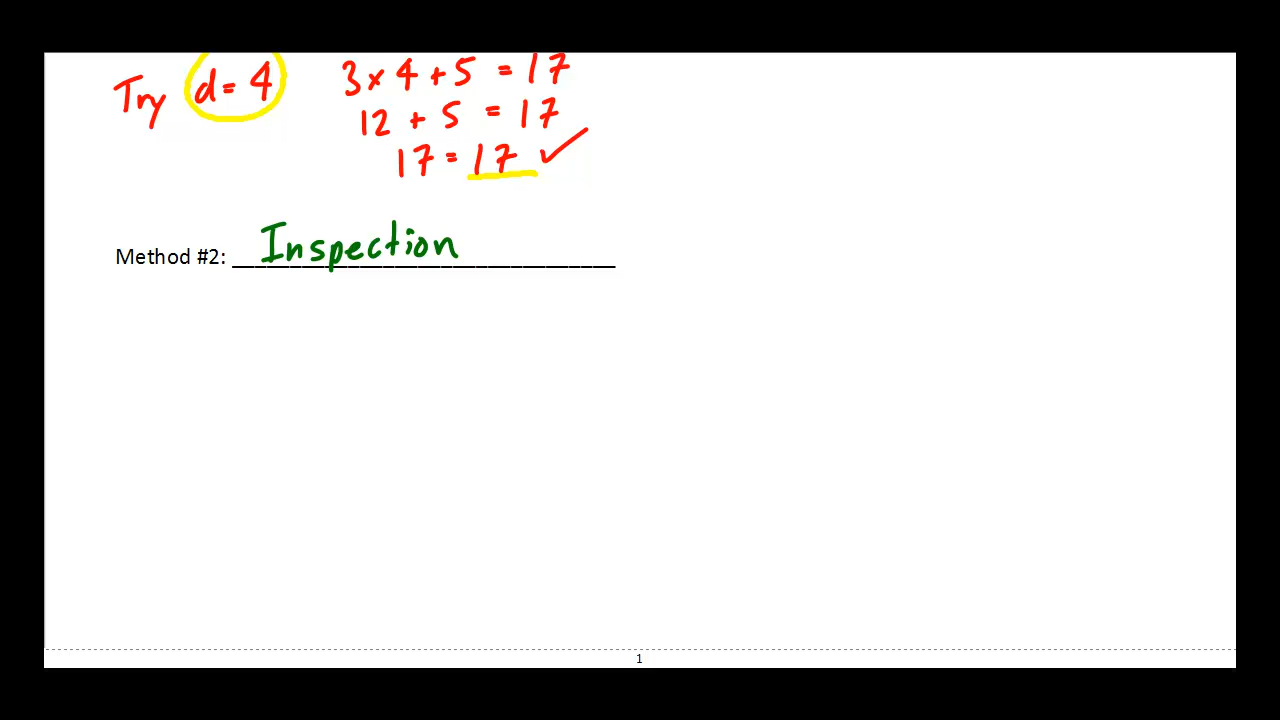 Try d = 4 3 x 4 + 5 = 17
12 + 5 = 17
17 = 17 ✓
Method #2: Inspection
1